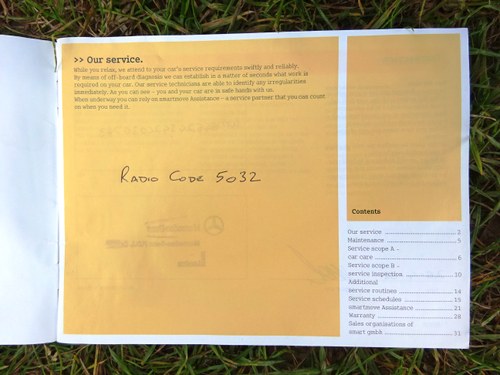 >> Our service.
While you relax, we attend to your car's service requirements swiftly and reliably.
By means of off-board diagnosis we can establish in a matter of seconds what work is
required on your car. Our service technicians are able to identify any irregularities
immediately. As you can see – you and your car are in safe hands with us.
When underway you can rely on smartmove Assistance – a service partner that you can count
on when you need it.
Radio Code 5032
Contents
Our service 2
Maintenance 5
Service scope A –
car care 6
Service scope B –
service inspection 10
Additional
service routines 14
Service schedules 15
smartmove Assistance 21
Warranty 28
Sales organisations of
smart gmbh 31